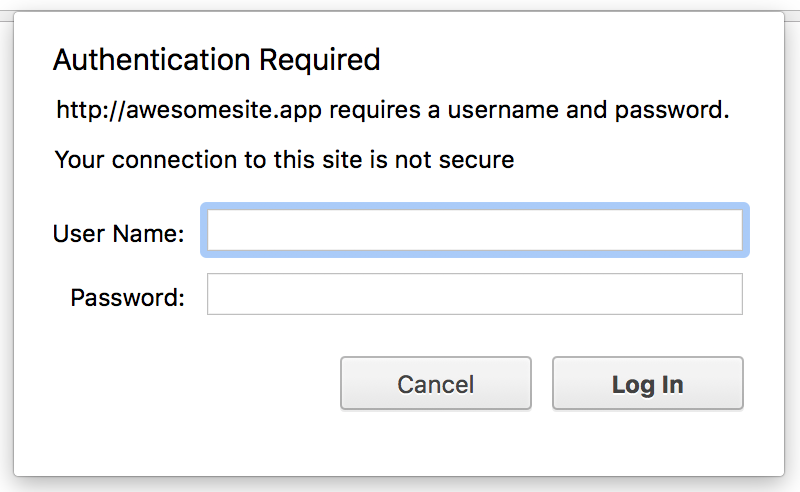 Authentication Required
http://awesomesite.app requires a username and password.
Your connection to this site is not secure
User Name:
Password:
Cancel
Log In